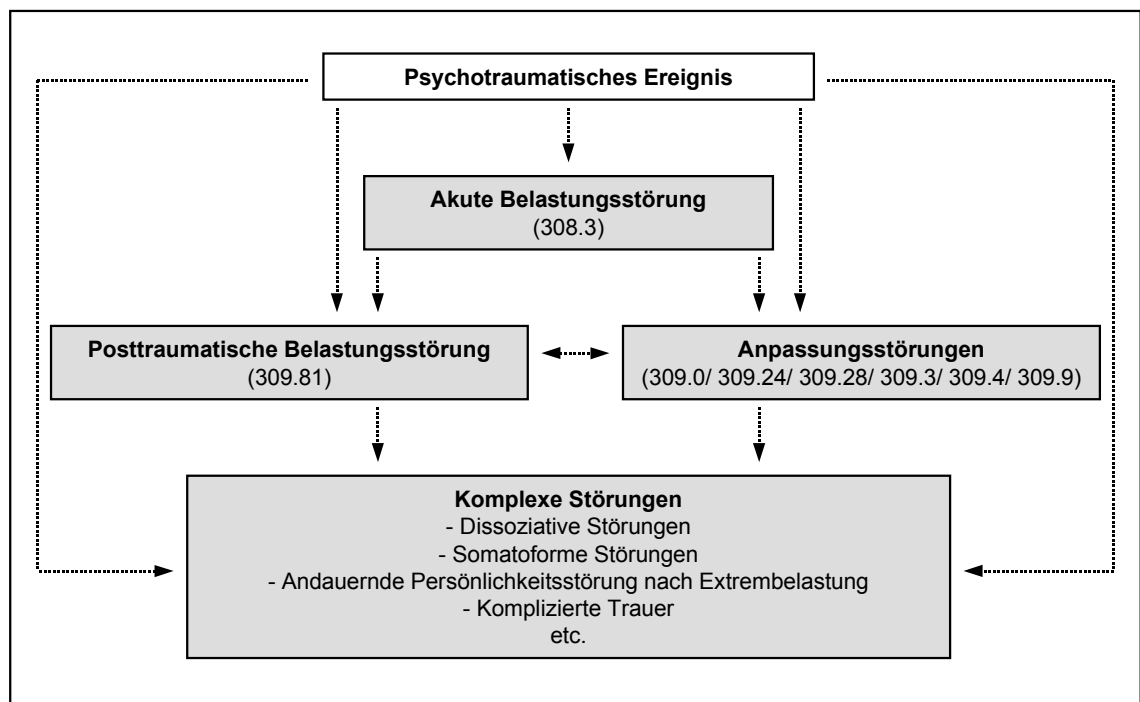 Psychotraumatisches Ereignis
Akute Belastungsstörung
(308.3)
Posttraumatische Belastungsstörung
(309.81)
Anpassungsstörungen
(309.0/ 309.24/ 309.28/ 309.3/ 309.4/ 309.9)
Komplexe Störungen
- Dissoziative Störungen
- Somatoforme Störungen
- Andauernde Persönlichkeitsstörung nach Extrembelastung
- Komplizierte Trauer
etc.